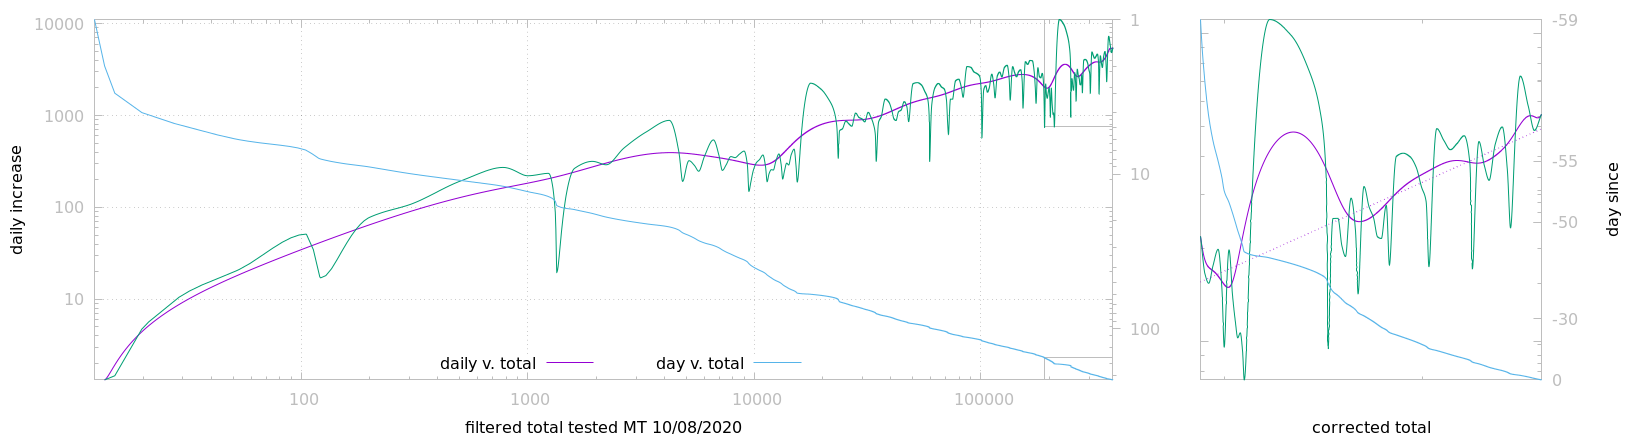 daily increase
10000
1000
100
10
daily v. total
day v. total
100
1000
10000
100000
filtered total tested MT 10/08/2020
1
10
100
-59
-55
-50
-30
0
day since
corrected total